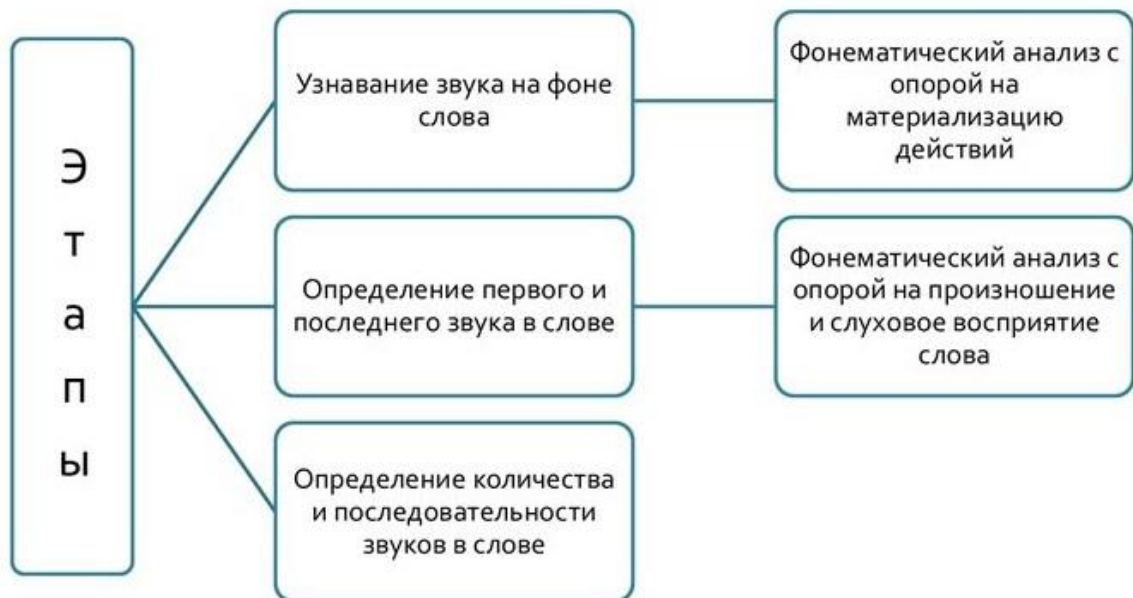 Этапы
Узнавание звука на фоне
слова
Фонематический анализ с
опорой на
материализацию
действий
Определение первого и
последнего звука в слове
Фонематический анализ с
опорой на произношение
и слуховое восприятие
слова
Определение количества
и последовательности
звуков в слове